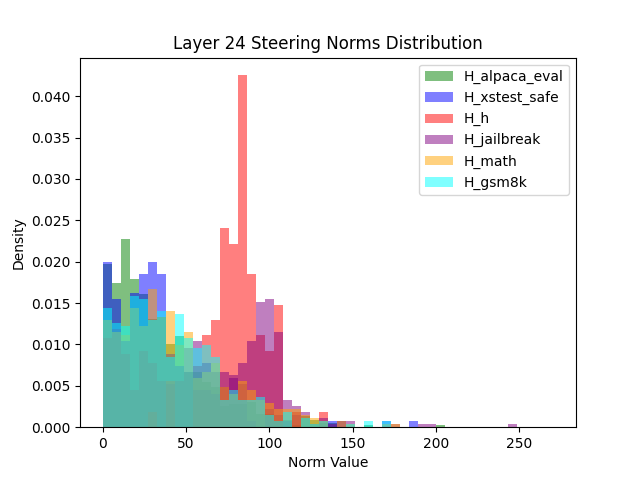 Layer 24 Steering Norms Distribution
H_alpaca_eval
H_xstest_safe
H_h
H_jailbreak
H_math
H_gsm8k
Density
0.040
0.035
0.030
0.025
0.020
0.015
0.010
0.005
0.000
0
50
100
150
200
250
Norm Value